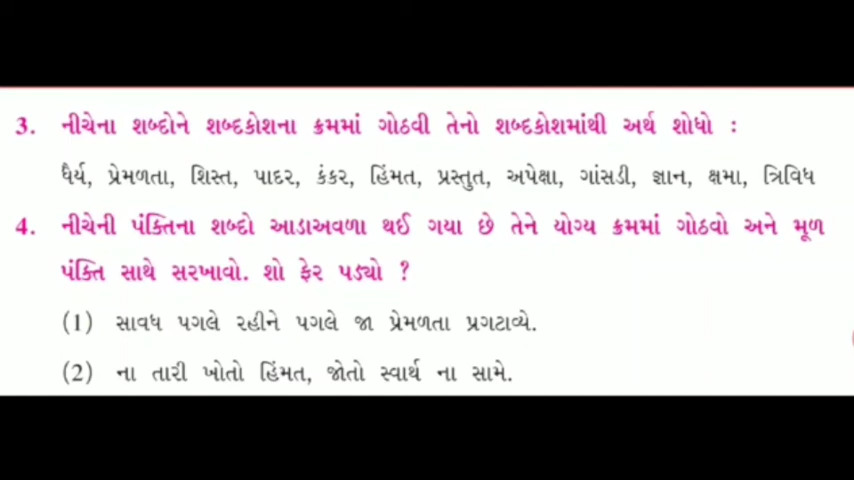 3. નીચેના શબ્દોને શબ્દકોશના ક્રમમાં ગોઠવી તેનો શબ્દકોશમાંથી અર્થ શોધો :
ધૈર્ય, પ્રેમળતા, શિસ્ત, પાદર, કંકર, હિંમત, પ્રસ્તુત, અપેક્ષા, ગાંસડી, જ્ઞાન, ક્ષમા, ત્રિવિધ
4. નીચેની પંક્તિના શબ્દો આડાઅવળા થઈ ગયા છે તેને યોગ્ય ક્રમમાં ગોઠવો અને મૂળ
પંક્તિ સાથે સરખાવો. શો ફેર પડ્યો ?
(1) સાવધ પગલે રહીને પગલે જા પ્રેમળતા પ્રગટાવ્યે.
(2) ના તારી ખોતો હિંમત, જોતો સ્વાર્થ ના સામે.